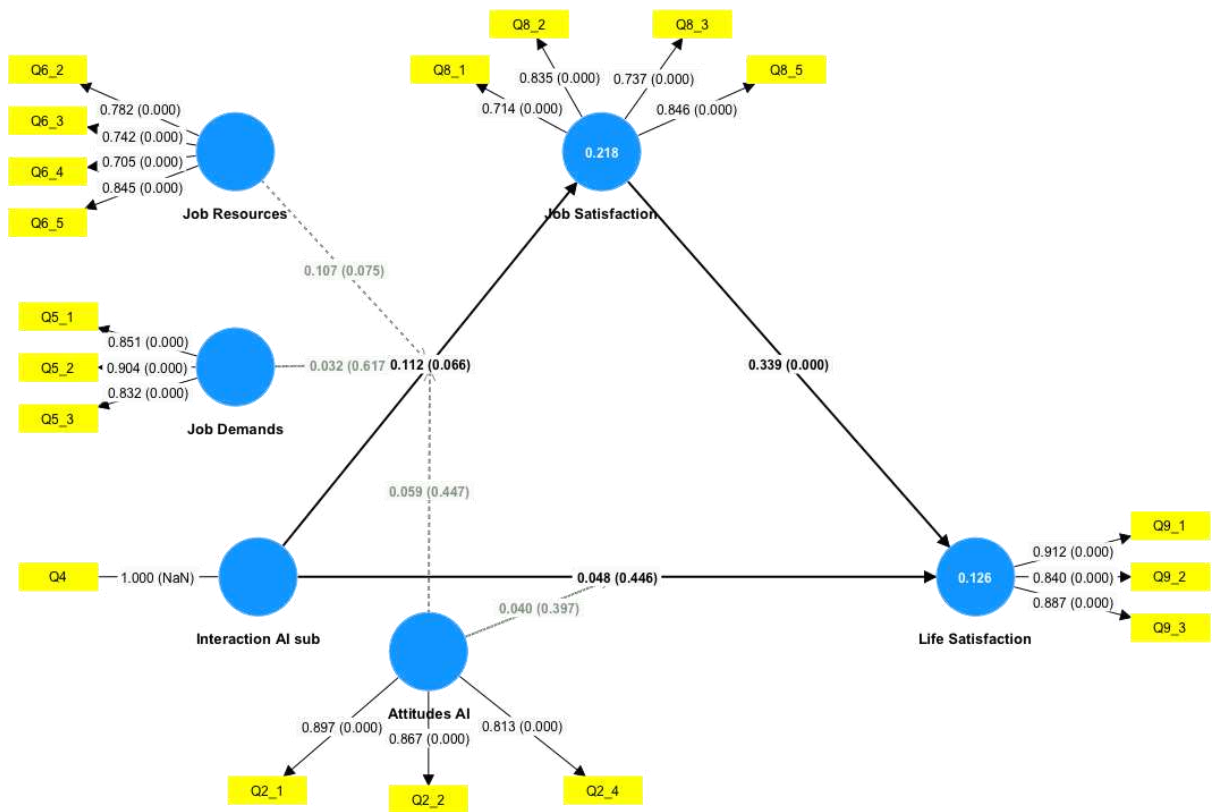 Q8_2
Q8_3
Q6_2
Q8_1
0.835 (0.000)
0.737 (0.000)
Q8_5
0.782 (0.000)
0.714 (0.000)
0.846 (0.000)
Q6_3
0.742 (0.000)
0.218
Q6_4
0.705 (0.000)
0.845 (0.000)
Q6_5
Job Resources
Job Satisfaction
0.107 (0.075)
Q5_1
0.851 (0.000)
Q5_2
0.904 (0.000)
0.032 (0.617
0.112 (0.066)
0.339 (0.000)
0.832 (0.000)
Q5_3
Job Demands
0.059 (0.447)
Q9_1
0.912 (0.000)
Q4
1.000 (NaN)
0.048 (0.446)
0.126
0.840 (0.000)
Q9_2
0.040 (0.397)
0.887 (0.000)
Q9_3
Interaction AI sub
Life Satisfaction
Attitudes AI
0.897 (0.000)
0.867 (0.000)
0.813 (0.000)
Q2_1
Q2_2
Q2_4